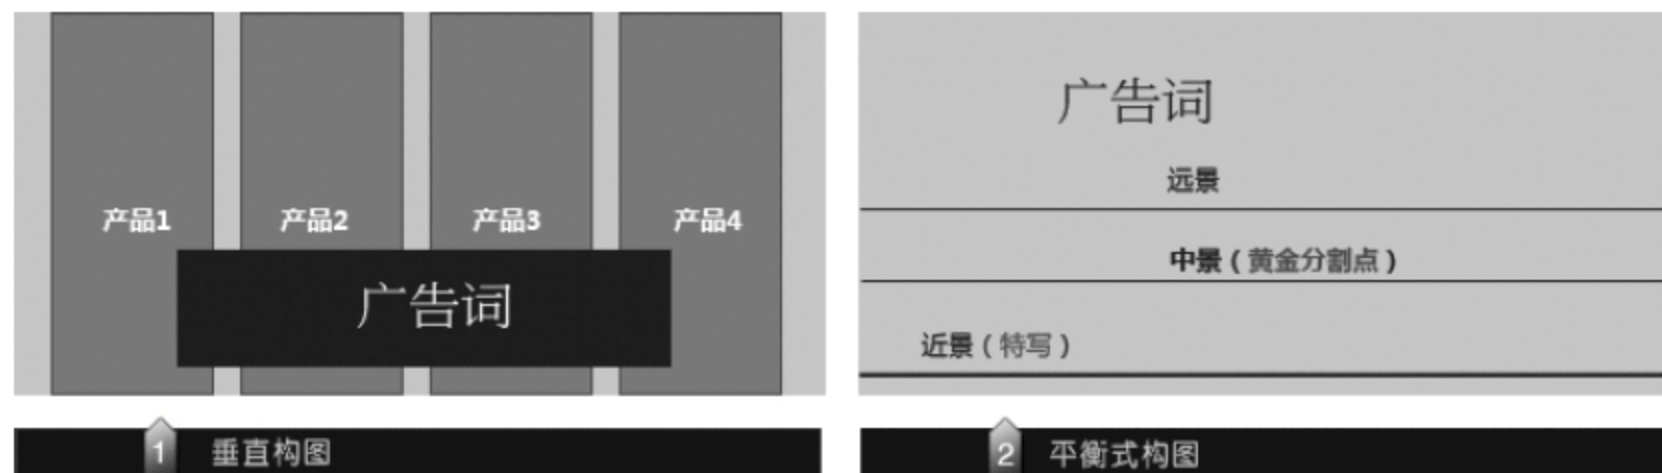 产品1 产品2 产品3 产品4
广告词
1 垂直构图
广告词
远景
中景（黄金分割点）
近景（特写）
2 平衡式构图